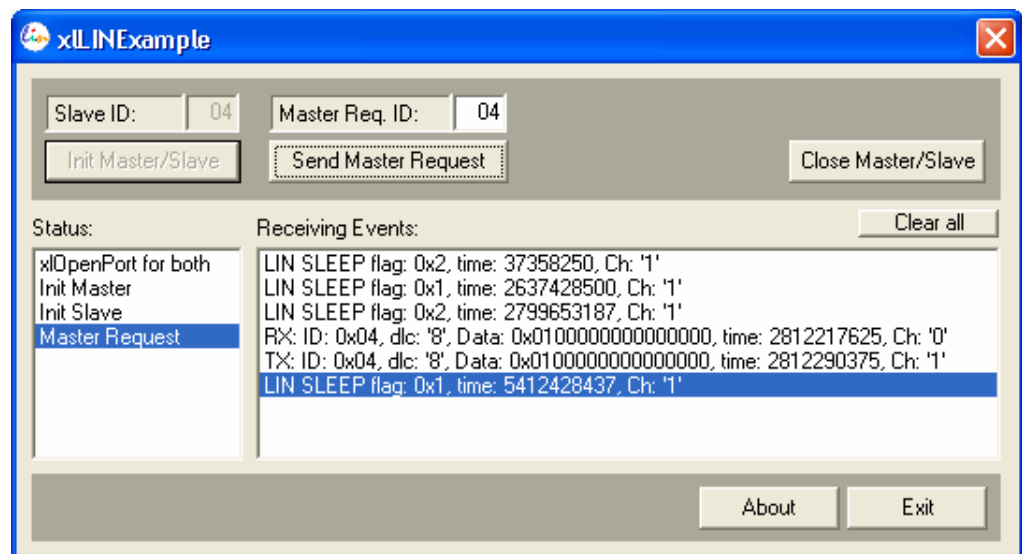 xlLINExample
Slave ID: 04 Master Req. ID: 04
Init Master/Slave Send Master Request Close Master/Slave
Status: Receiving Events: Clear all
xlOpenPort for both
Init Master
Init Slave
Master Request
LIN SLEEP flag: 0x2, time: 37358250, Ch: '1'
LIN SLEEP flag: 0x1, time: 2637428500, Ch: '1'
LIN SLEEP flag: 0x2, time: 2799653187, Ch: '1'
RX: ID: 0x04, dlc: '8', Data: 0x0100000000000000, time: 2812217625, Ch: '0'
TX: ID: 0x04, dlc: '8', Data: 0x0100000000000000, time: 2812290375, Ch: '1'
LIN SLEEP flag: 0x1, time: 5412428437, Ch: '1'
About Exit